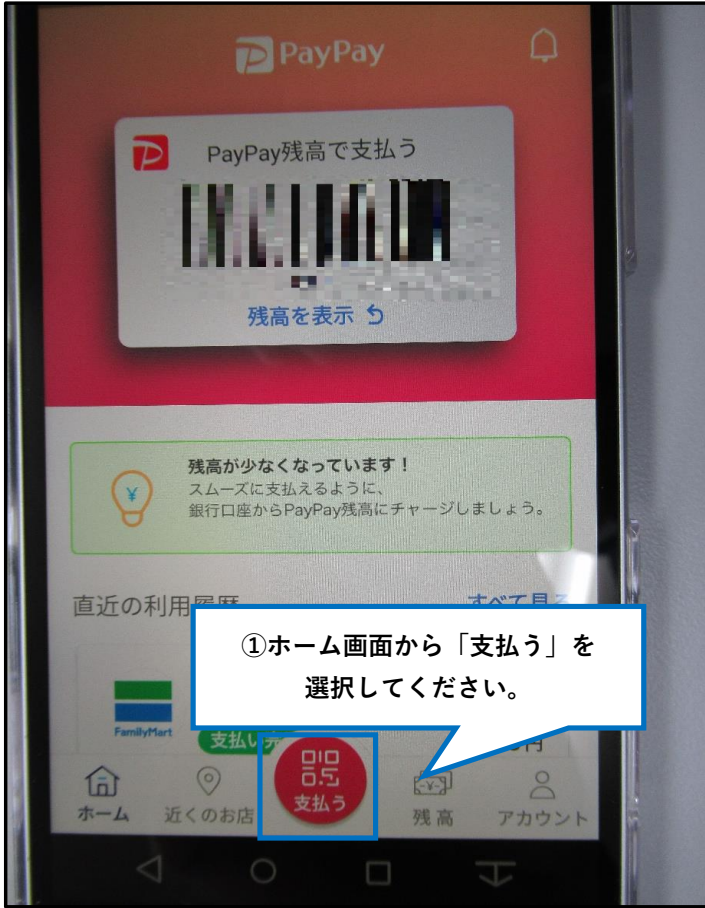 PayPay
PayPay残高で支払う
残高を表示
残高が少なくなっています！
スムーズに支払えるように、
銀行口座からPayPay残高にチャージしましょう。
直近の利用履歴
すべて見る
①ホーム画面から「支払う」を
選択してください。
FamilyMart
支払い
円
支払う
ホーム
近くのお店
残高
アカウント